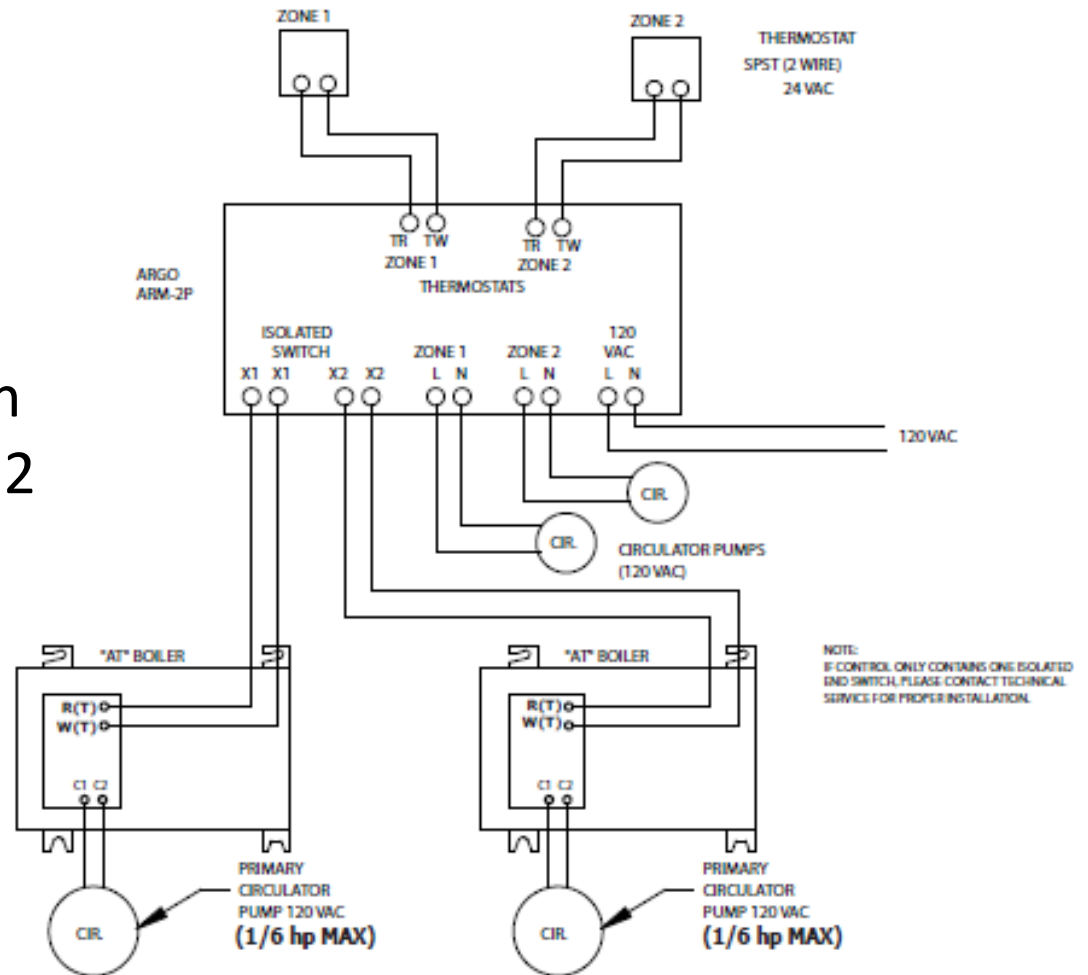 ZONE 1
ZONE 2
THERMOSTAT
SPST (2 WIRE)
24 VAC
TR TW
ZONE 1
TR TW
ZONE 2
THERMOSTATS
ARGO
ARM-2P
ISOLATED
SWITCH
X1 X1 X2 X2
ZONE 1
L N
ZONE 2
L N
120
VAC
L N
n
2
120 VAC
CIR.
CIR.
CIRCULATOR PUMPS
(120 VAC)
"AT" BOILER
R(T)
W(T)
C1 C2
"AT" BOILER
R(T)
W(T)
C1 C2
NOTE:
IF CONTROL ONLY CONTAINS ONE ISOLATED
END SWITCH, PLEASE CONTACT TECHNICAL
SERVICE FOR PROPER INSTALLATION.
CIR.
PRIMARY
CIRCULATOR
PUMP 120 VAC
(1/6 hp MAX)
CIR.
PRIMARY
CIRCULATOR
PUMP 120 VAC
(1/6 hp MAX)